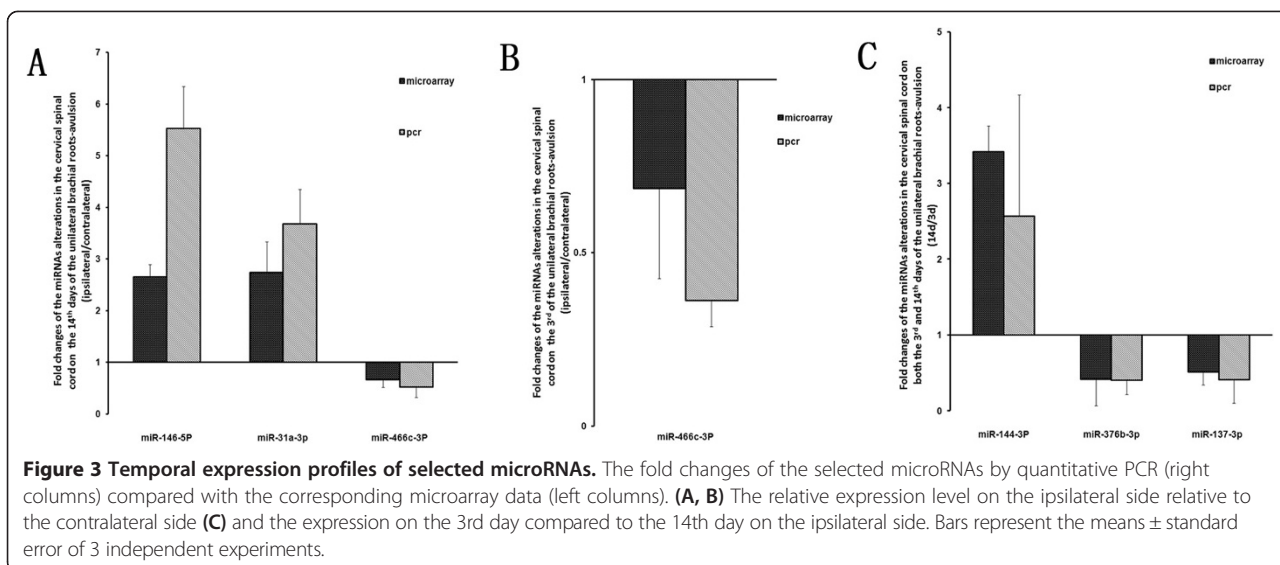 A
Fold changes of the miRNAs alterations in the cervical spinal
cord on the 14th days of the unilateral brachial roots-avulsion
(ipsilateral/contralateral)
7
6
5
4
3
2
1
0
microarray
pcr
miR-146-5P
miR-31a-3p
miR-466c-3P
B
Fold changes of the miRNAs alterations in the cervical spinal
cord on the 3rd of the unilateral brachial roots-avulsion
(ipsilateral/contralateral)
1
0.5
0
microarray
pcr
miR-466c-3P
C
Fold changes of the miRNAs alterations in the cervical spinal cord on
both the 3rd and 14th days of the unilateral brachial roots-avulsion
(14d/3d)
5
4
3
2
1
0
microarray
pcr
miR-144-3P
miR-376b-3p
miR-137-3p
Figure 3 Temporal expression profiles of selected microRNAs. The fold changes of the selected microRNAs by quantitative PCR (right
columns) compared with the corresponding microarray data (left columns). (A, B) The relative expression level on the ipsilateral side relative to
the contralateral side (C) and the expression on the 3rd day compared to the 14th day on the ipsilateral side. Bars represent the means ± standard
error of 3 independent experiments.